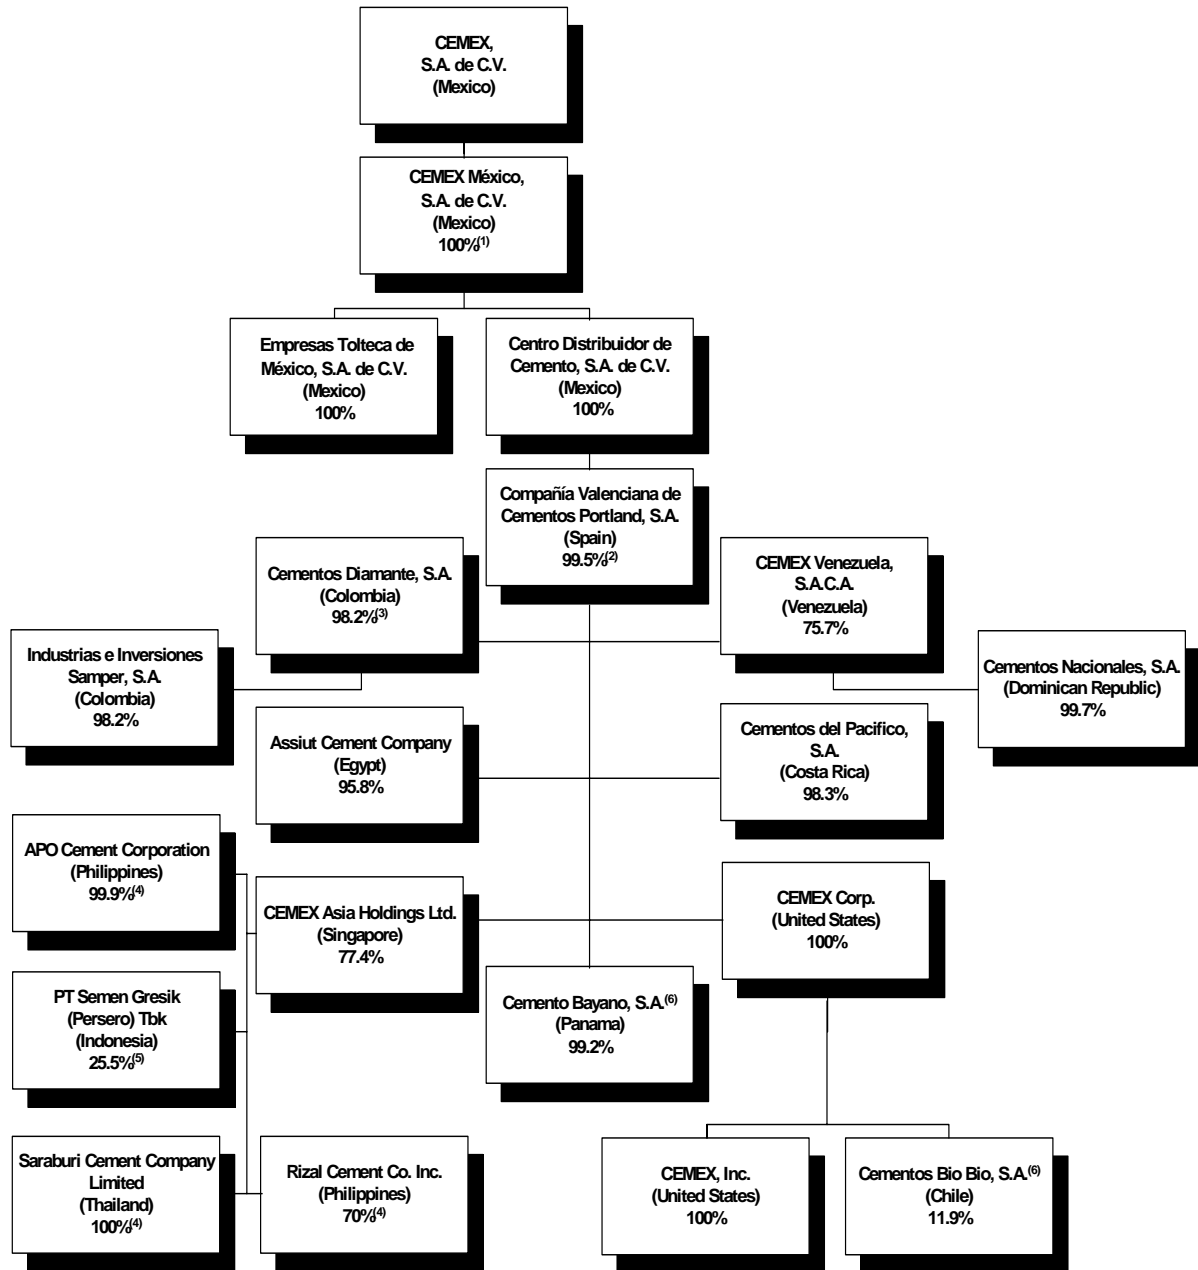 CEMEX,
S.A. de C.V.
(Mexico)
CEMEX México,
S.A. de C.V.
(Mexico)
100%(1)
Empresas Tolteca de
México, S.A. de C.V.
(Mexico)
100%
Centro Distribuidor de
Cemento, S.A. de C.V.
(Mexico)
100%
Compañía Valenciana de
Cementos Portland, S.A.
(Spain)
99.5%(2)
Cementos Diamante, S.A.
(Colombia)
98.2%(3)
CEMEX Venezuela,
S.A.C.A.
(Venezuela)
75.7%
Industrias e Inversiones
Samper, S.A.
(Colombia)
98.2%
Cementos Nacionales, S.A.
(Dominican Republic)
99.7%
Assiut Cement Company
(Egypt)
95.8%
Cementos del Pacifico,
S.A.
(Costa Rica)
98.3%
APO Cement Corporation
(Philippines)
99.9%(4)
CEMEX Asia Holdings Ltd.
(Singapore)
77.4%
CEMEX Corp.
(United States)
100%
PT Semen Gresik
(Persero) Tbk
(Indonesia)
25.5%(5)
Cemento Bayano, S.A.(6)
(Panama)
99.2%
Saraburi Cement Company
Limited
(Thailand)
100%(4)
Rizal Cement Co. Inc.
(Philippines)
70%(4)
CEMEX, Inc.
(United States)
100%
Cementos Bio Bio, S.A.(6)
(Chile)
11.9%